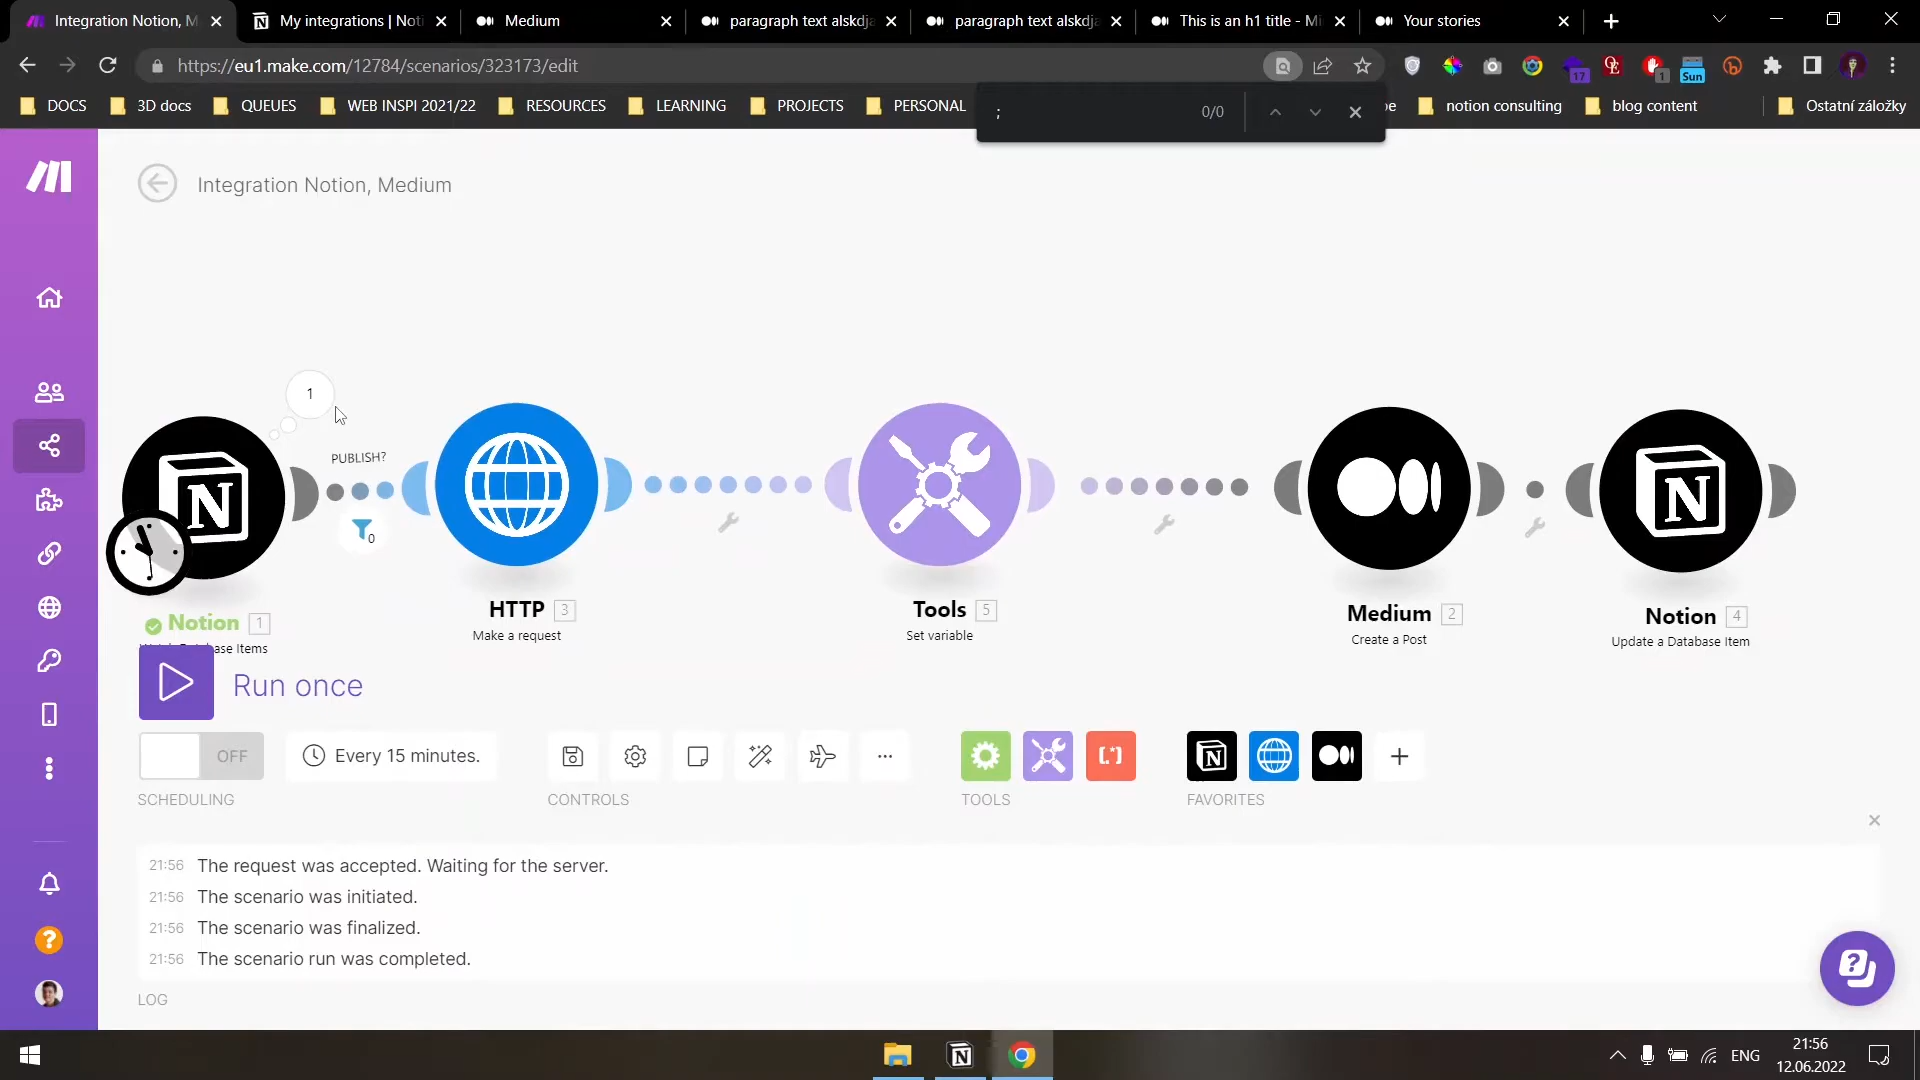 Integration Notion, M
My integrations | Noti
Medium
paragraph text alskdja
paragraph text alskdja
This is an h1 title - Mi
Your stories
https://eu1.make.com/12784/scenarios/323173/edit
17
1
Sun
DOCS
3D docs
QUEUES
WEB INSPI 2021/22
RESOURCES
LEARNING
PROJECTS
PERSONAL
;
0/0
notion consulting
blog content
Ostatní záložky
Integration Notion, Medium
1
PUBLISH?
0
Notion 1
HTTP 3
Make a request
Tools 5
Set variable
Medium 2
Create a Post
Notion 4
Update a Database Item
Run once
OFF
Every 15 minutes.
SCHEDULING
CONTROLS
TOOLS
FAVORITES
21:56 The request was accepted. Waiting for the server.
21:56 The scenario was initiated.
21:56 The scenario was finalized.
21:56 The scenario run was completed.
LOG
ENG
21:56
12.06.2022